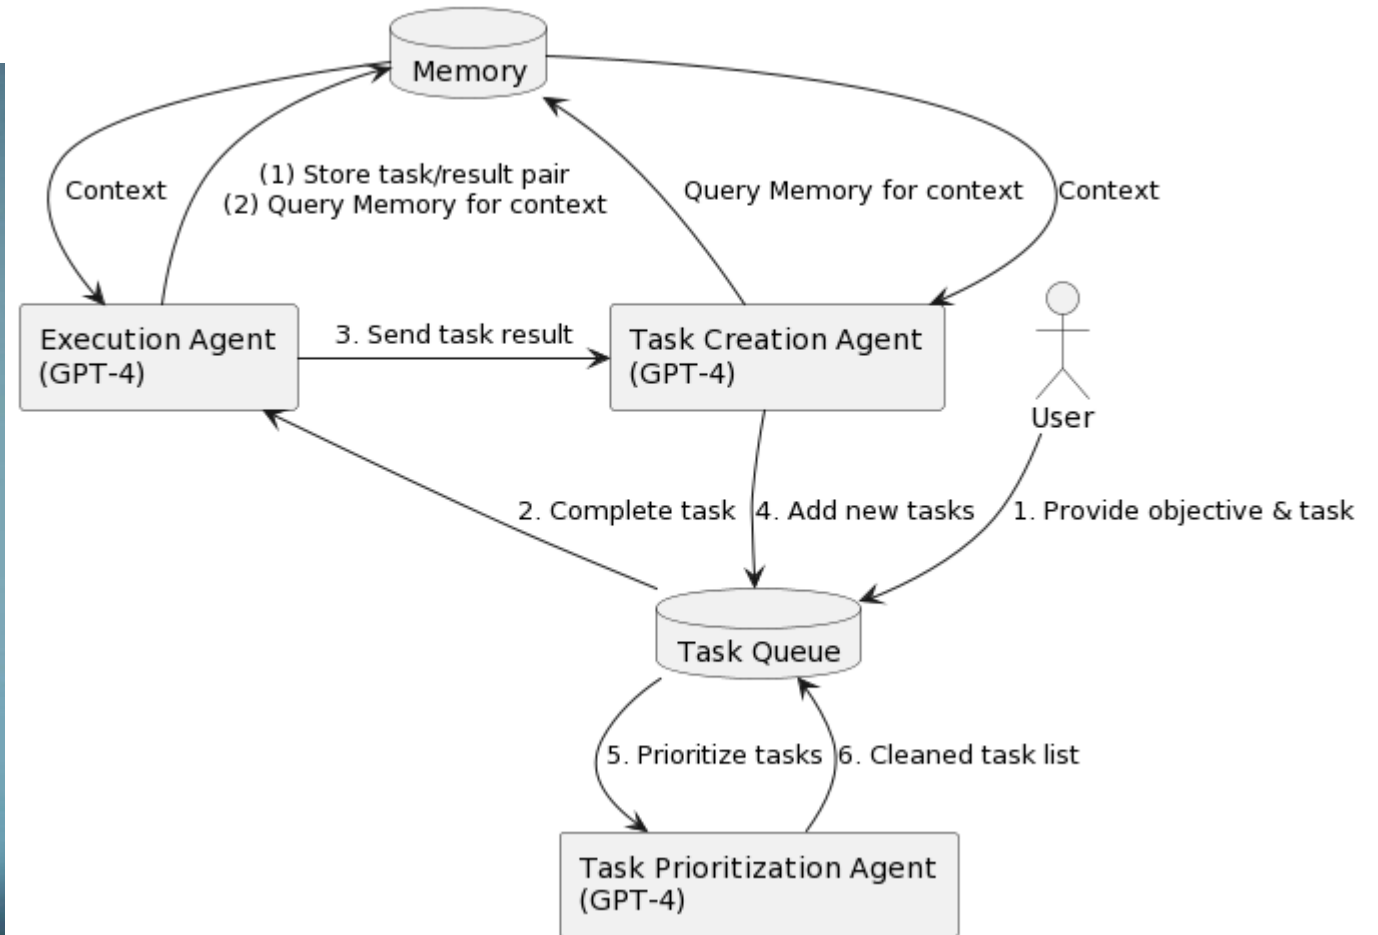 Memory
Context
(1) Store task/result pair
(2) Query Memory for context
Query Memory for context
Context
Execution Agent
(GPT-4)
3. Send task result
Task Creation Agent
(GPT-4)
User
2. Complete task
4. Add new tasks
1. Provide objective & task
Task Queue
5. Prioritize tasks
6. Cleaned task list
Task Prioritization Agent
(GPT-4)